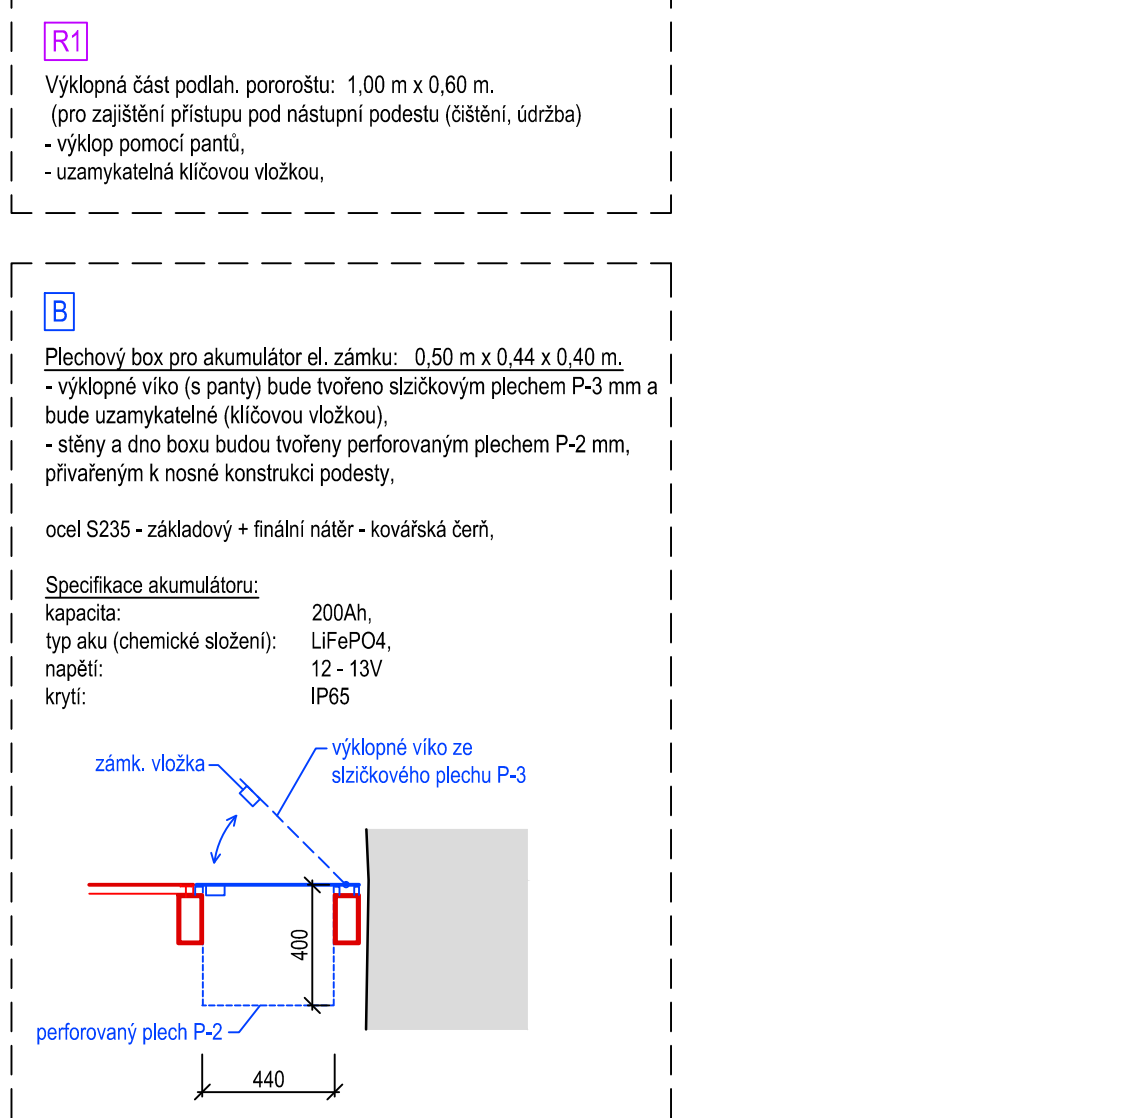 R1
Výklopná část podlah. pororoštu: 1,00 m x 0,60 m.
(pro zajištění přístupu pod nástupní podestu (čištění, údržba)
- výklop pomocí pantů,
- uzamykatelná klíčovou vložkou,
B
Plechový box pro akumulátor el. zámku: 0,50 m x 0,44 x 0,40 m.
- výklopné víko (s panty) bude tvořeno slzičkovým plechem P-3 mm a
bude uzamykatelné (klíčovou vložkou),
- stěny a dno boxu budou tvořeny perforovaným plechem P-2 mm,
přivařeným k nosné konstrukci podesty,
ocel S235 - základový + finální nátěr - kovářská čerň,
Specifikace akumulátoru:
kapacita: 200Ah,
typ aku (chemické složení): LiFePO4,
napětí: 12 - 13V
krytí: IP65
zámk. vložka
výklopné víko ze
slzičkového plechu P-3
400
perforovaný plech P-2
440